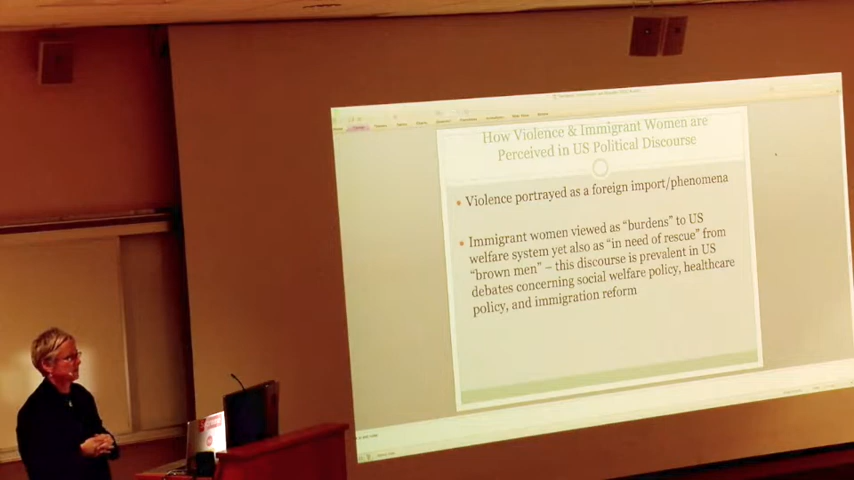 How Violence & Immigrant Women are
Perceived in US Political Discourse
• Violence portrayed as a foreign import/phenomena
• Immigrant women viewed as “burdens” to US
welfare system yet also as “in need of rescue” from
“brown men” – this discourse is prevalent in US
debates concerning social welfare policy, healthcare
policy, and immigration reform